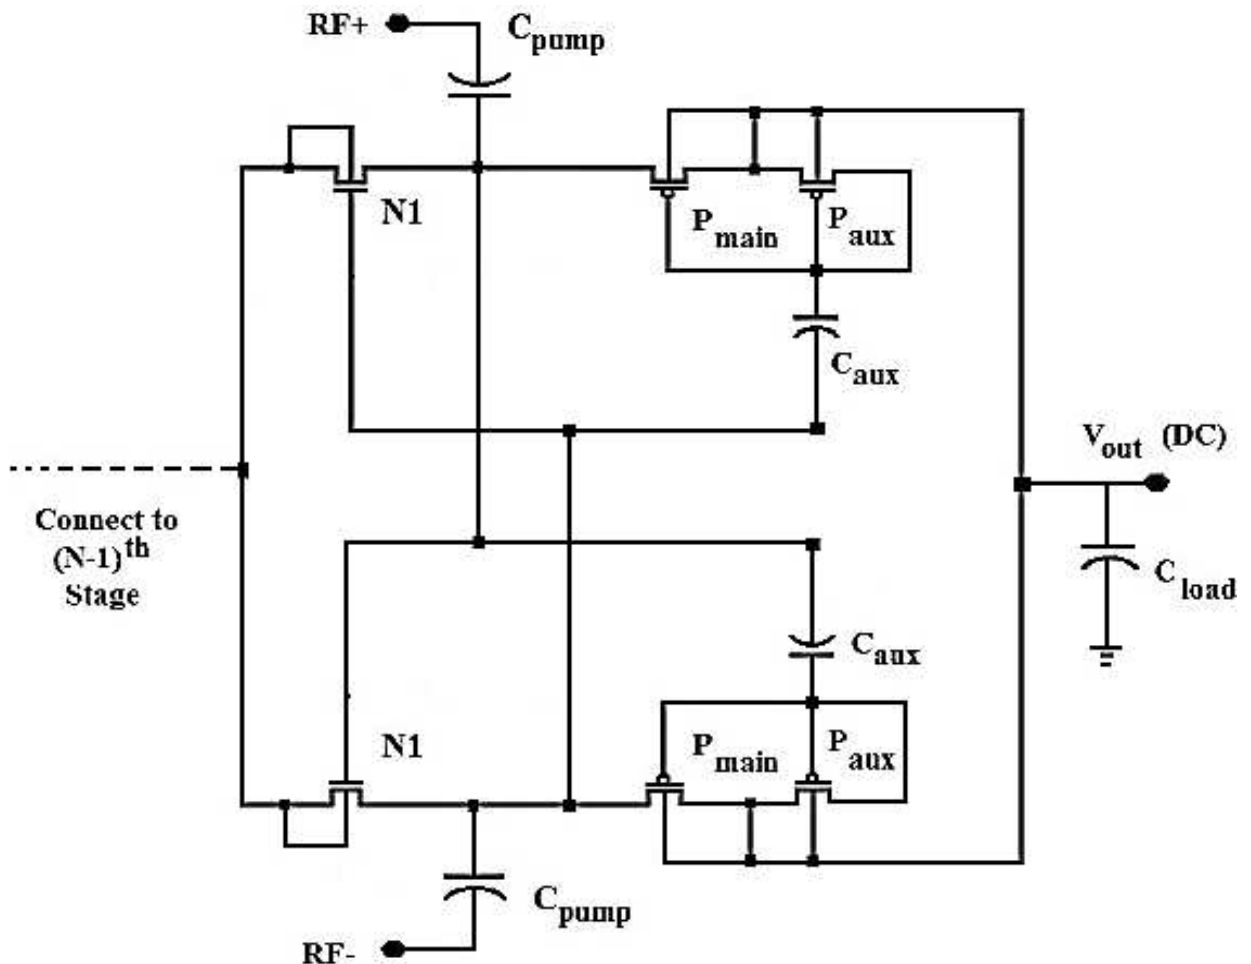 RF+
Cpump
N1
Pmain
Paux
Caux
Vout (DC)
Connect to
(N-1)th
Stage
Cload
Caux
N1
Pmain
Paux
Cpump
RF-